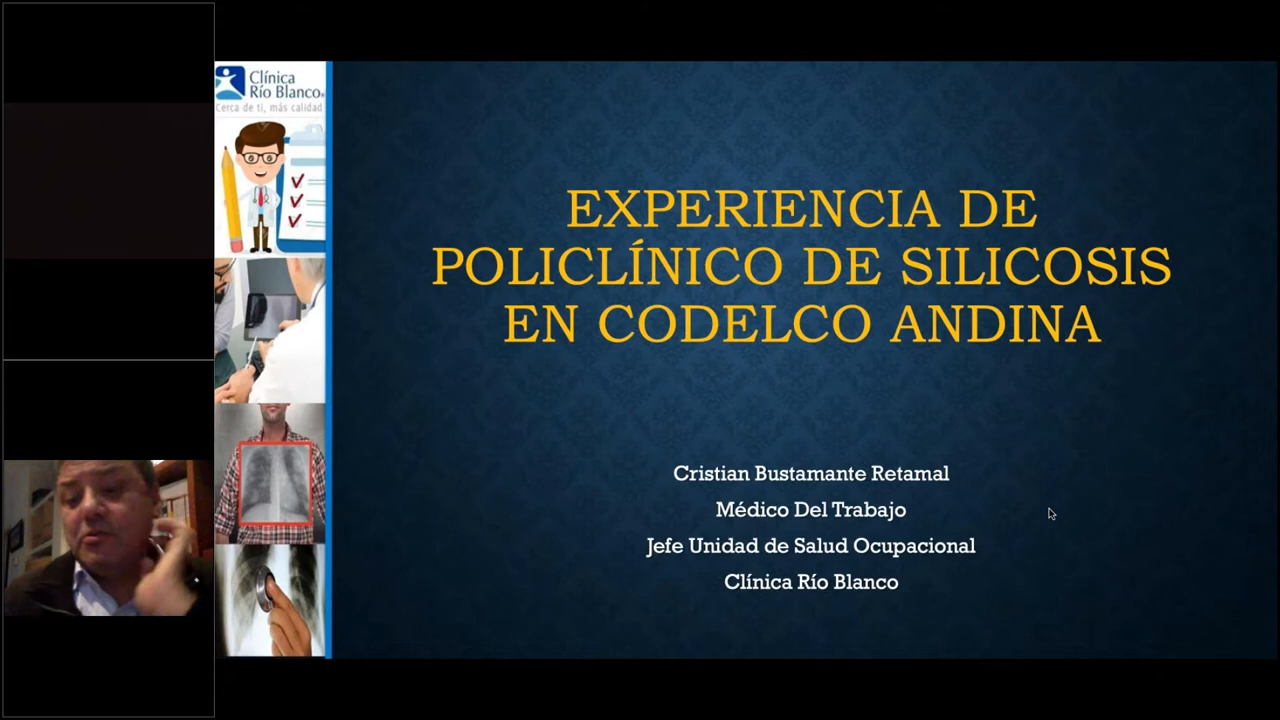 Clínica
Río Blanco
Cerca de ti, más calidad
EXPERIENCIA DE
POLICLÍNICO DE SILICOSIS
EN CODELCO ANDINA
Cristian Bustamante Retamal
Médico Del Trabajo
Jefe Unidad de Salud Ocupacional
Clínica Río Blanco